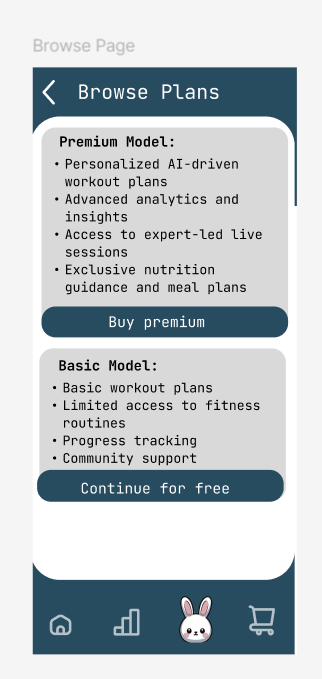 Browse Page
Browse Plans
Premium Model:
• Personalized AI-driven
workout plans
• Advanced analytics and
insights
• Access to expert-led live
sessions
• Exclusive nutrition
guidance and meal plans
Buy premium
Basic Model:
• Basic workout plans
• Limited access to fitness
routines
• Progress tracking
• Community support
Continue for free